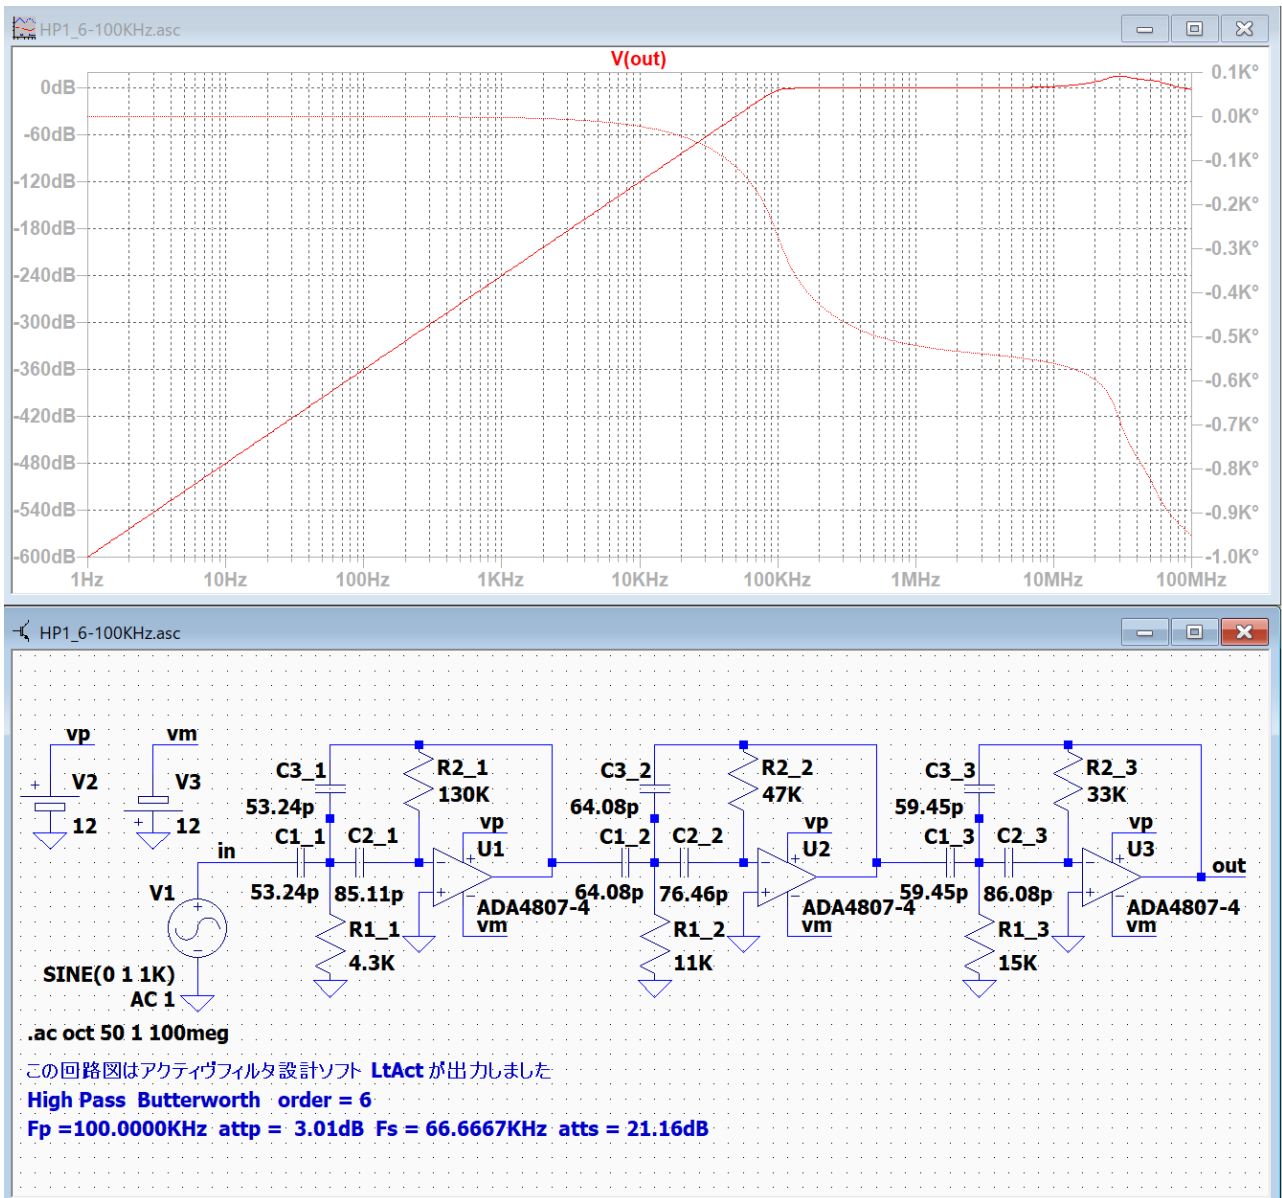 HP1_6-100KHz.asc
V(out)
0dB
-60dB
-120dB
-180dB
-240dB
-300dB
-360dB
-420dB
-480dB
-540dB
-600dB
0.1K°
0.0K°
-0.1K°
-0.2K°
-0.3K°
-0.4K°
-0.5K°
-0.6K°
-0.7K°
-0.8K°
-0.9K°
-1.0K°
1Hz 10Hz 100Hz 1KHz 10KHz 100KHz 1MHz 10MHz 100MHz
HP1_6-100KHz.asc
vp
V2
12
vm
V3
12
in
V1
SINE(0 1 1K)
AC 1
C3_1
53.24p
R2_1
130K
C1_1
53.24p
C2_1
85.11p
R1_1
4.3K
vp
U1
ADA4807-4
vm
C3_2
64.08p
R2_2
47K
C1_2
64.08p
C2_2
76.46p
R1_2
11K
vp
U2
ADA4807-4
vm
C3_3
59.45p
R2_3
33K
C1_3
59.45p
C2_3
86.08p
R1_3
15K
vp
U3
ADA4807-4
vm
out
.ac oct 50 1 100meg
この回路図はアクティヴフィルタ設計ソフト LtAct が出力しました
High Pass Butterworth order = 6
Fp =100.0000KHz attp = 3.01dB Fs = 66.6667KHz atts = 21.16dB